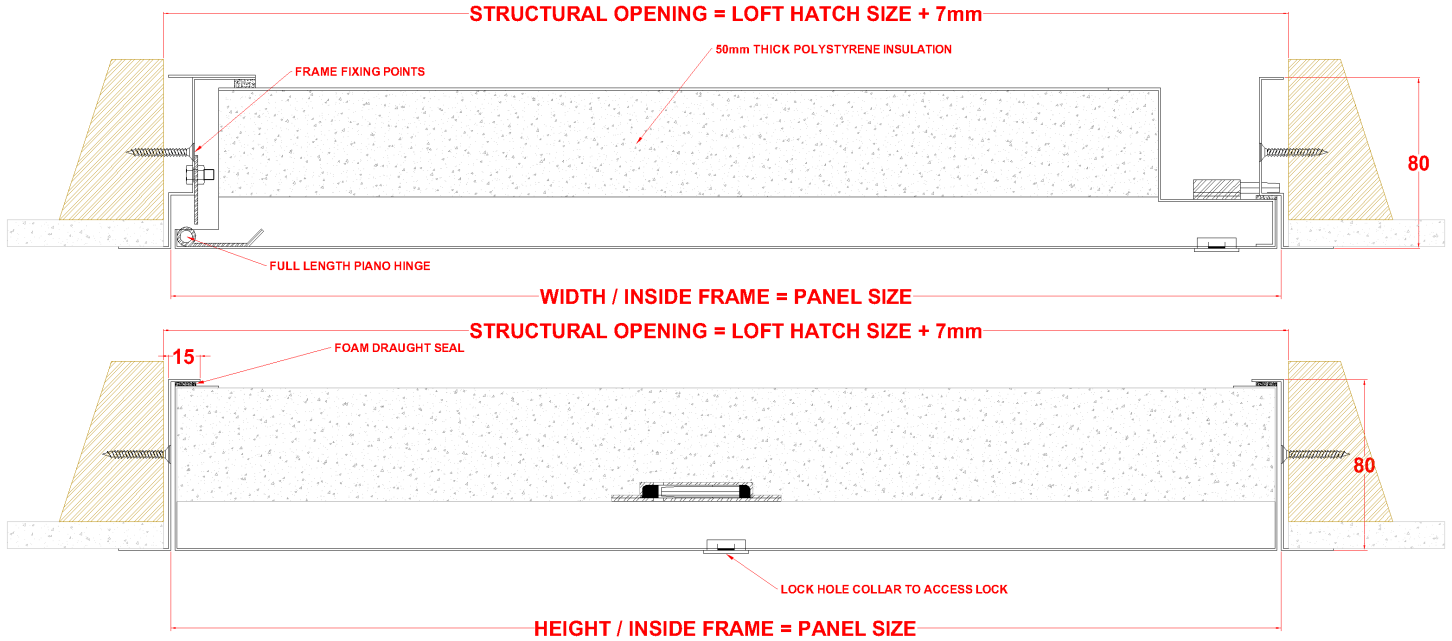 STRUCTURAL OPENING = LOFT HATCH SIZE + 7mm
50mm THICK POLYSTYRENE INSULATION
FRAME FIXING POINTS
80
FULL LENGTH PIANO HINGE
WIDTH / INSIDE FRAME = PANEL SIZE
STRUCTURAL OPENING = LOFT HATCH SIZE + 7mm
FOAM DRAUGHT SEAL
15
80
LOCK HOLE COLLAR TO ACCESS LOCK
HEIGHT / INSIDE FRAME = PANEL SIZE